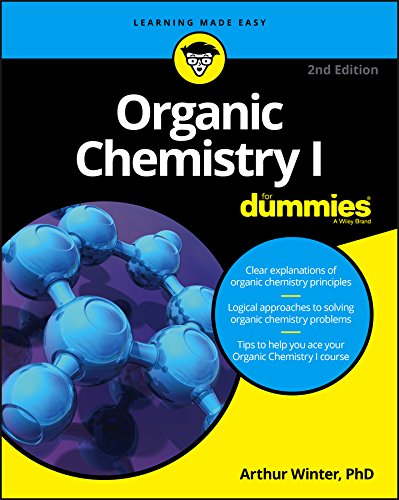 LEARNING MADE EASY
2nd Edition
Organic
Chemistry I
for
dummies®
A Wiley Brand
Clear explanations of
organic chemistry principles
Logical approaches to solving
organic chemistry problems
Tips to help you ace your
Organic Chemistry I course
Arthur Winter, PhD